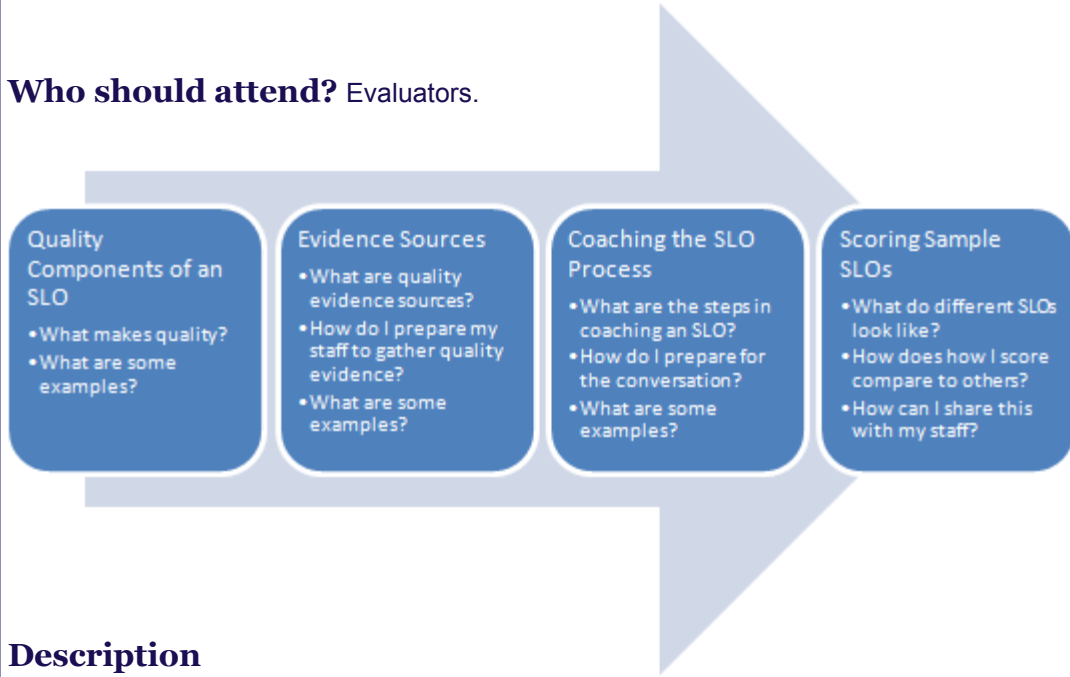 Who should attend? Evaluators.
Quality
Components of an
SLO
•What makes quality?
•What are some
examples?
Evidence Sources
•What are quality
evidence sources?
•How do I prepare my
staff to gather quality
evidence?
•What are some
examples?
Coaching the SLO
Process
•What are the steps in
coaching an SLO?
•How do I prepare for
the conversation?
•What are some
examples?
Scoring Sample
SLOs
•What do different SLOs
look like?
•How does how I score
compare to others?
•How can I share this
with my staff?
Description